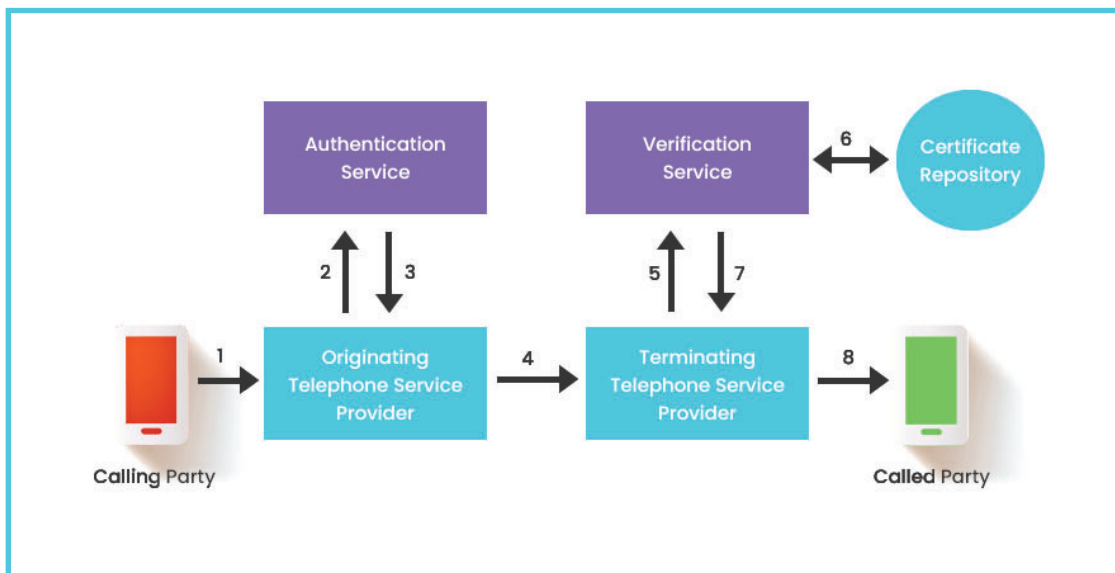 Authentication
Service
Verification
Service
6
Certificate
Repository
2
3
5
7
1
Originating
Telephone Service
Provider
4
Terminating
Telephone Service
Provider
8
Calling Party
Called Party